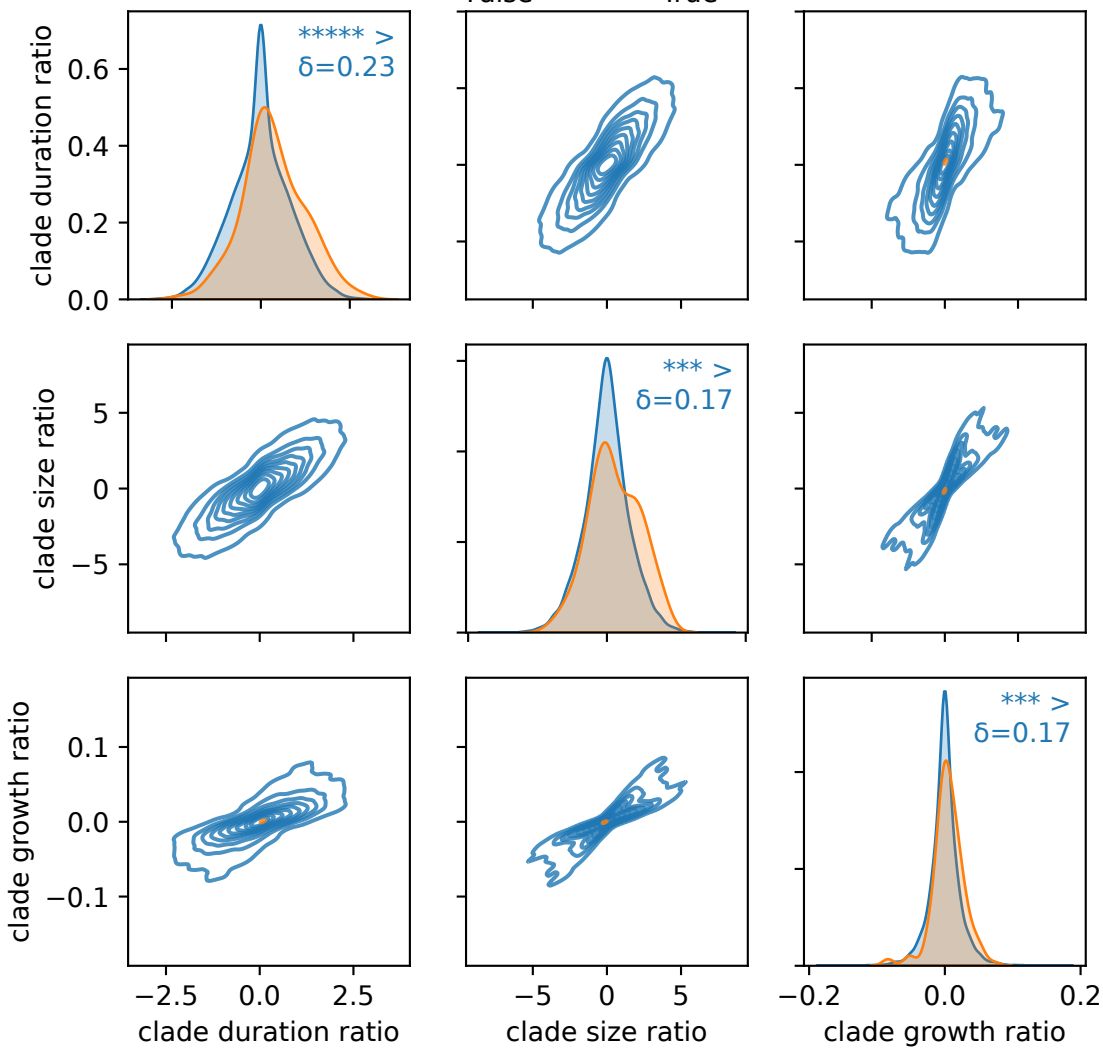 ***** >
δ=0.23
clade duration ratio
0.6
0.4
0.2
0.0
*** >
δ=0.17
clade size ratio
5
0
−5
*** >
δ=0.17
clade growth ratio
0.1
0.0
−0.1
−2.5 0.0 2.5
−5 0 5
−0.2 0.0 0.2
clade duration ratio
clade size ratio
clade growth ratio